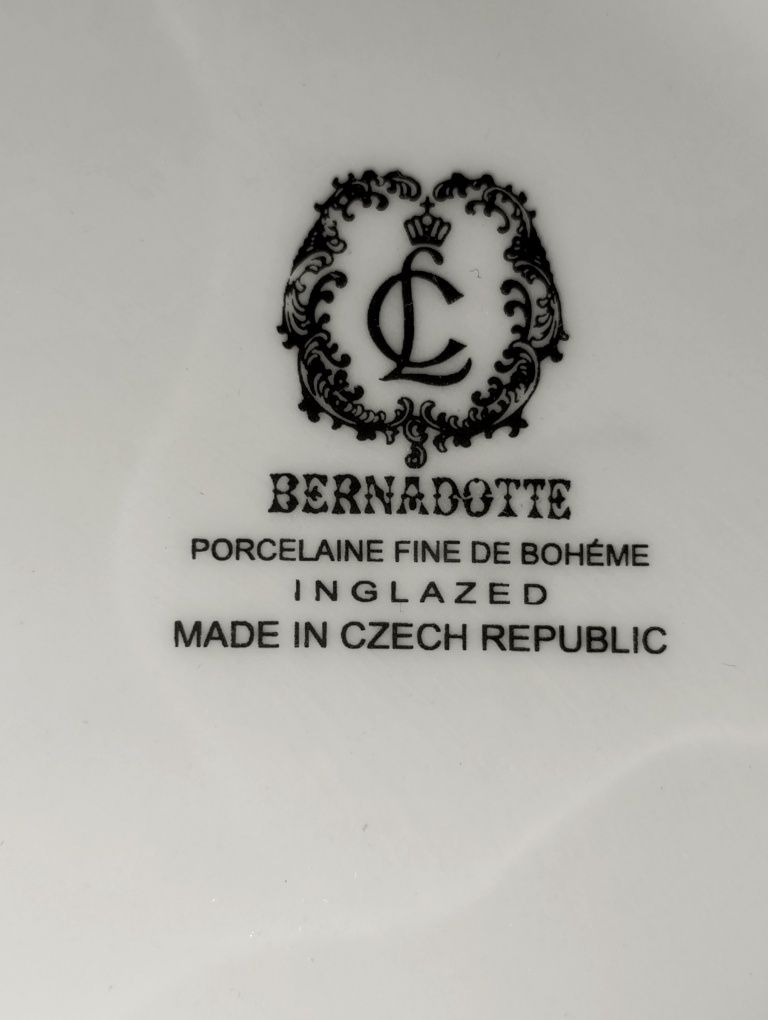 CL
BERNADOTTE
PORCELAINE FINE DE BOHÉME
INGLAZED
MADE IN CZECH REPUBLIC